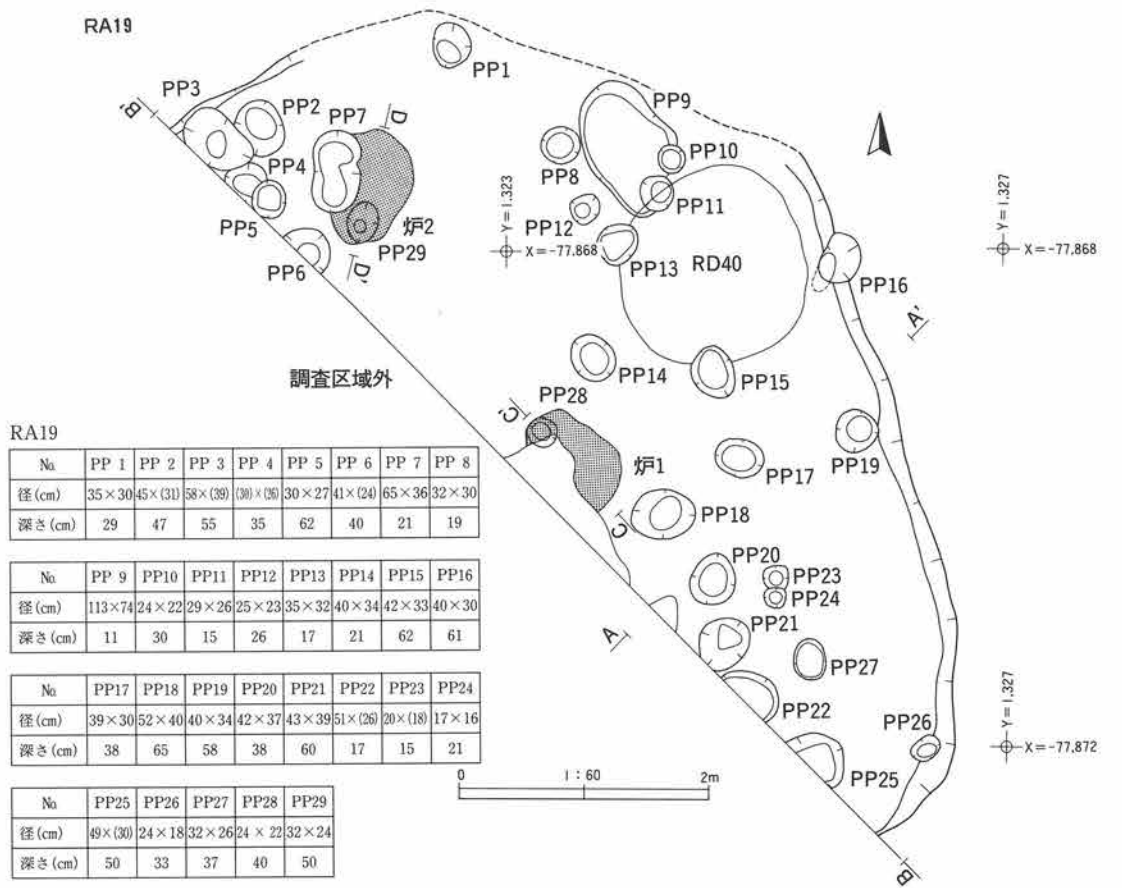 RA19
PP1
PP3
B'
PP2
PP7
D
PP9
PP4
PP8
PP10
PP5
炉2
PP12
PP11
Y=1.323
X=-77.868
Y=1.327
X=-77.868
PP6
PP29
D'
PP13
RD40
PP16
A'
調査区域外
PP14
PP15
PP28
C'
炉1
PP17
PP19
C
PP18
PP20
PP23
PP24
A
PP21
PP27
PP22
PP26
Y=1.327
X=-77.872
PP25
B
0 1:60 2m
RA19
No. PP 1 PP 2 PP 3 PP 4 PP 5 PP 6 PP 7 PP 8
径(cm) 35×30 45×(31) 58×(39) (30)×(26) 30×27 41×(24) 65×36 32×30
深さ(cm) 29 47 55 35 62 40 21 19
No. PP 9 PP10 PP11 PP12 PP13 PP14 PP15 PP16
径(cm) 113×74 24×22 29×26 25×23 35×32 40×34 42×33 40×30
深さ(cm) 11 30 15 26 17 21 62 61
No. PP17 PP18 PP19 PP20 PP21 PP22 PP23 PP24
径(cm) 39×30 52×40 40×34 42×37 43×39 51×(26) 20×(18) 17×16
深さ(cm) 38 65 58 38 60 17 15 21
No. PP25 PP26 PP27 PP28 PP29
径(cm) 49×(30) 24×18 32×26 24×22 32×24
深さ(cm) 50 33 37 40 50